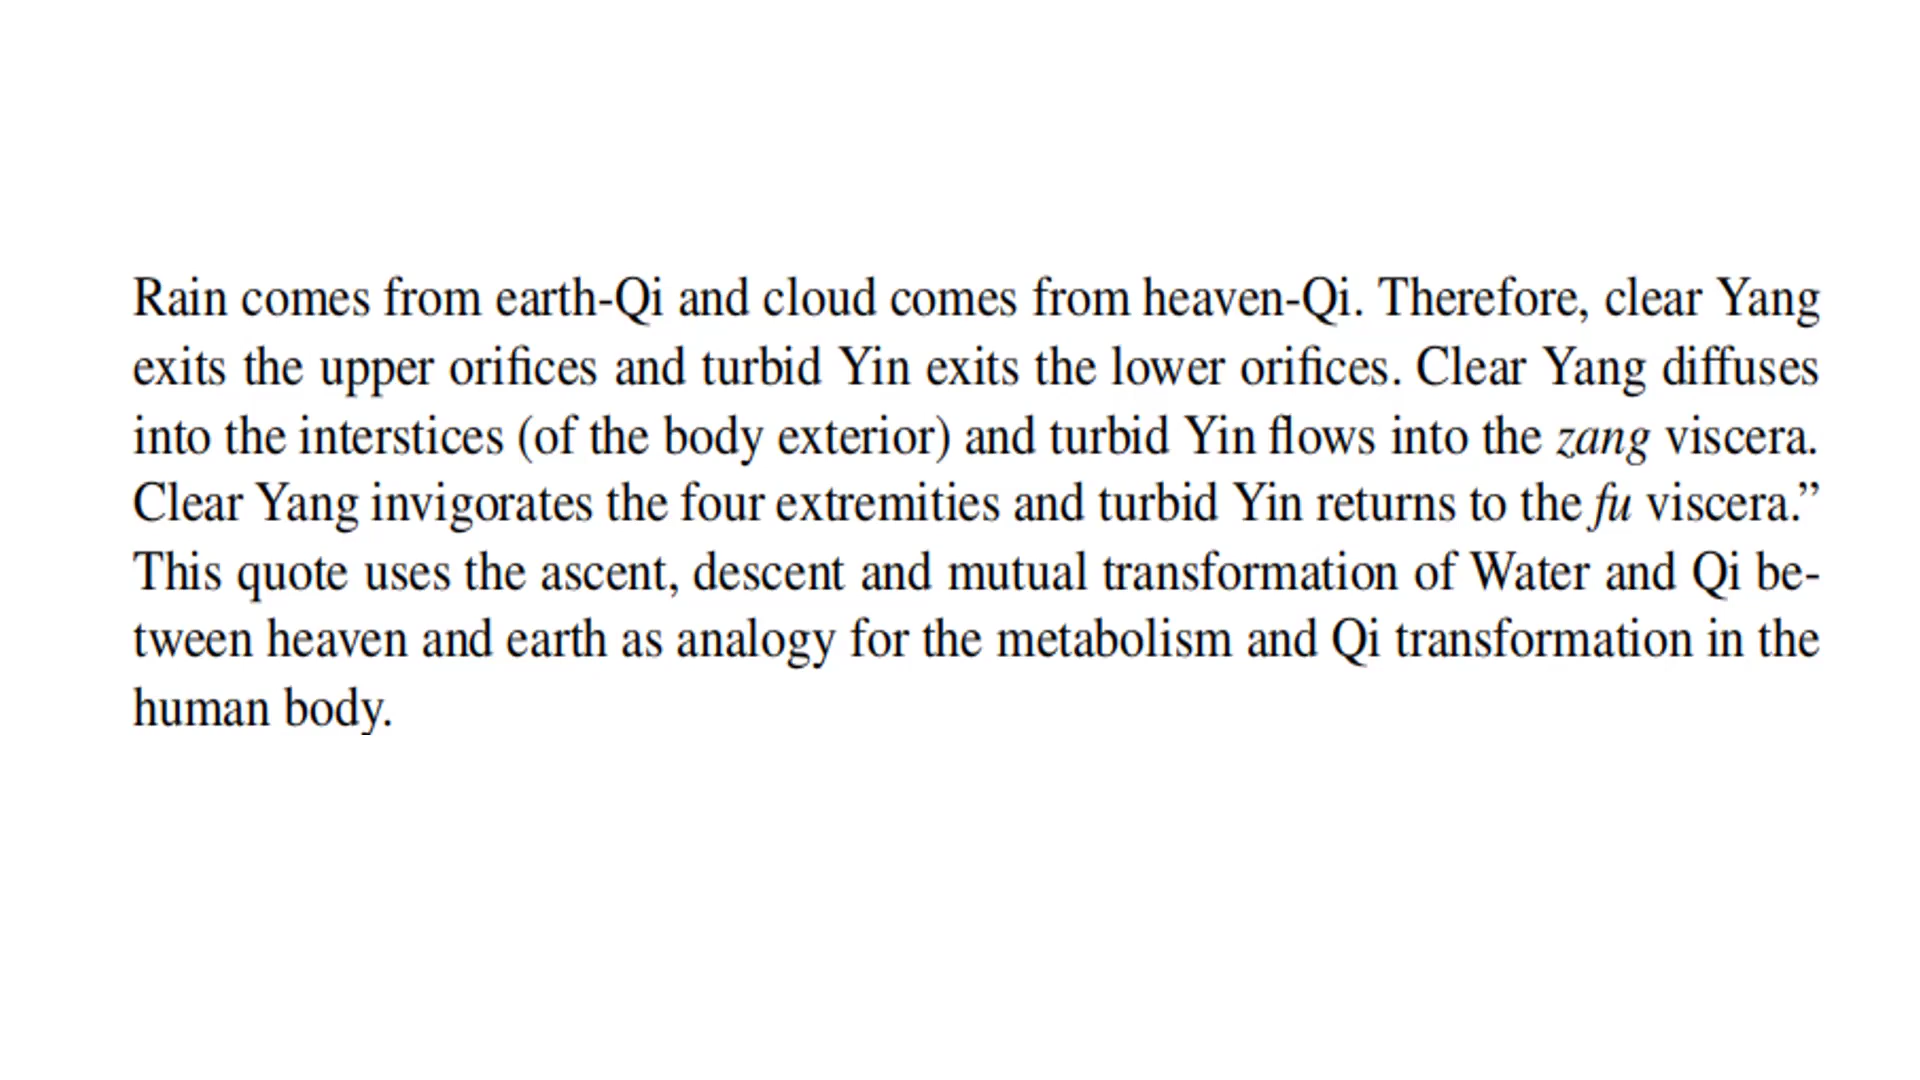 Rain comes from earth-Qi and cloud comes from heaven-Qi. Therefore, clear Yang
exits the upper orifices and turbid Yin exits the lower orifices. Clear Yang diffuses
into the interstices (of the body exterior) and turbid Yin flows into the zang viscera.
Clear Yang invigorates the four extremities and turbid Yin returns to the fu viscera.”
This quote uses the ascent, descent and mutual transformation of Water and Qi be-
tween heaven and earth as analogy for the metabolism and Qi transformation in the
human body.